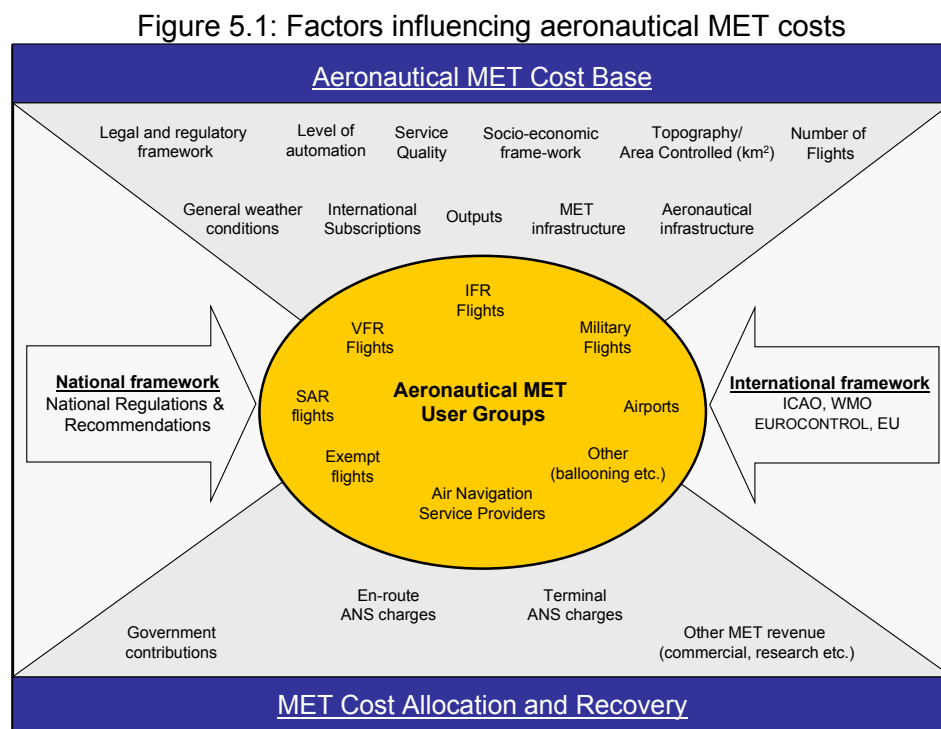 Figure 5.1: Factors influencing aeronautical MET costs
Aeronautical MET Cost Base
Legal and regulatory
framework
Level of
automation
Service
Quality
Socio-economic
frame-work
Topography/
Area Controlled (km²)
Number of
Flights
General weather
conditions
International
Subscriptions
Outputs
MET
infrastructure
Aeronautical
infrastructure
IFR
Flights
VFR
Flights
Military
Flights
National framework
National Regulations &
Recommendations
SAR
flights
Aeronautical MET
User Groups
Airports
International framework
ICAO, WMO
EUROCONTROL, EU
Exempt
flights
Other
(ballooning etc.)
Air Navigation
Service Providers
En-route
ANS charges
Terminal
ANS charges
Government
contributions
Other MET revenue
(commercial, research etc.)
MET Cost Allocation and Recovery